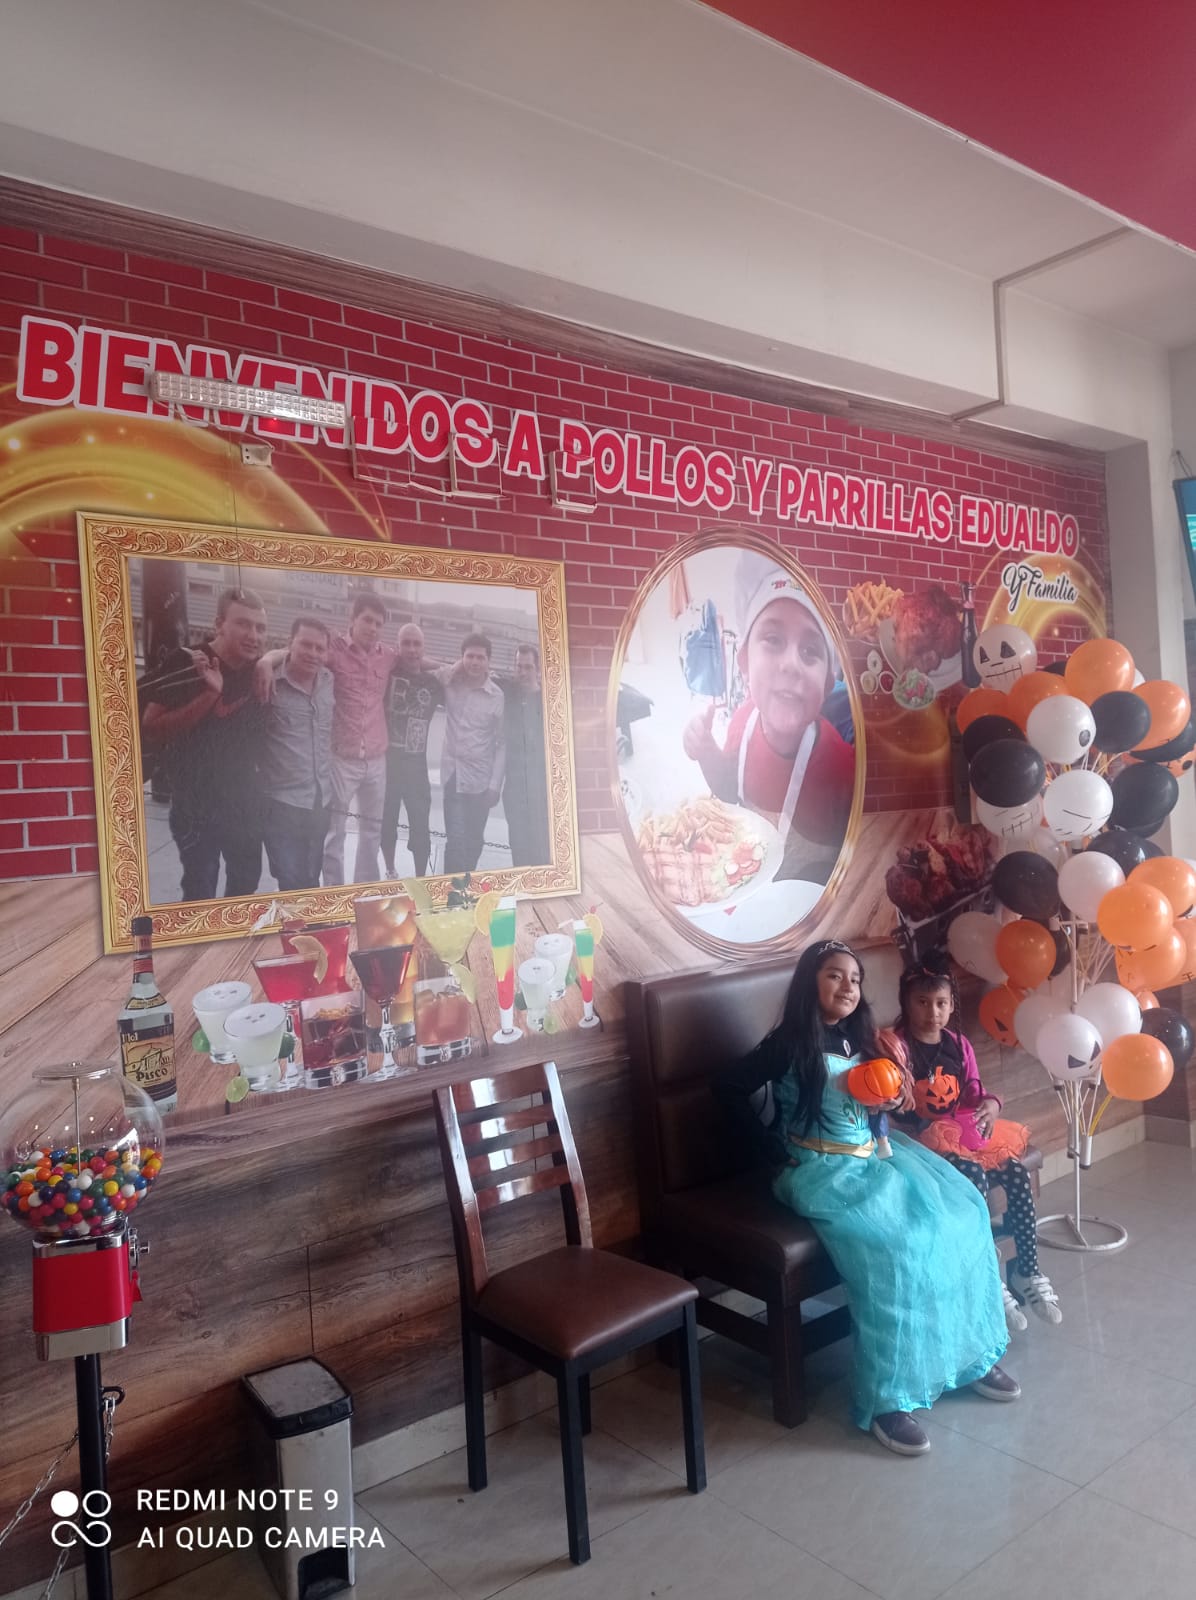 BIENVENIDOS A POLLOS Y PARRILLAS EDUALDO
Y Familia
PISCO
REDMI NOTE 9
AI QUAD CAMERA